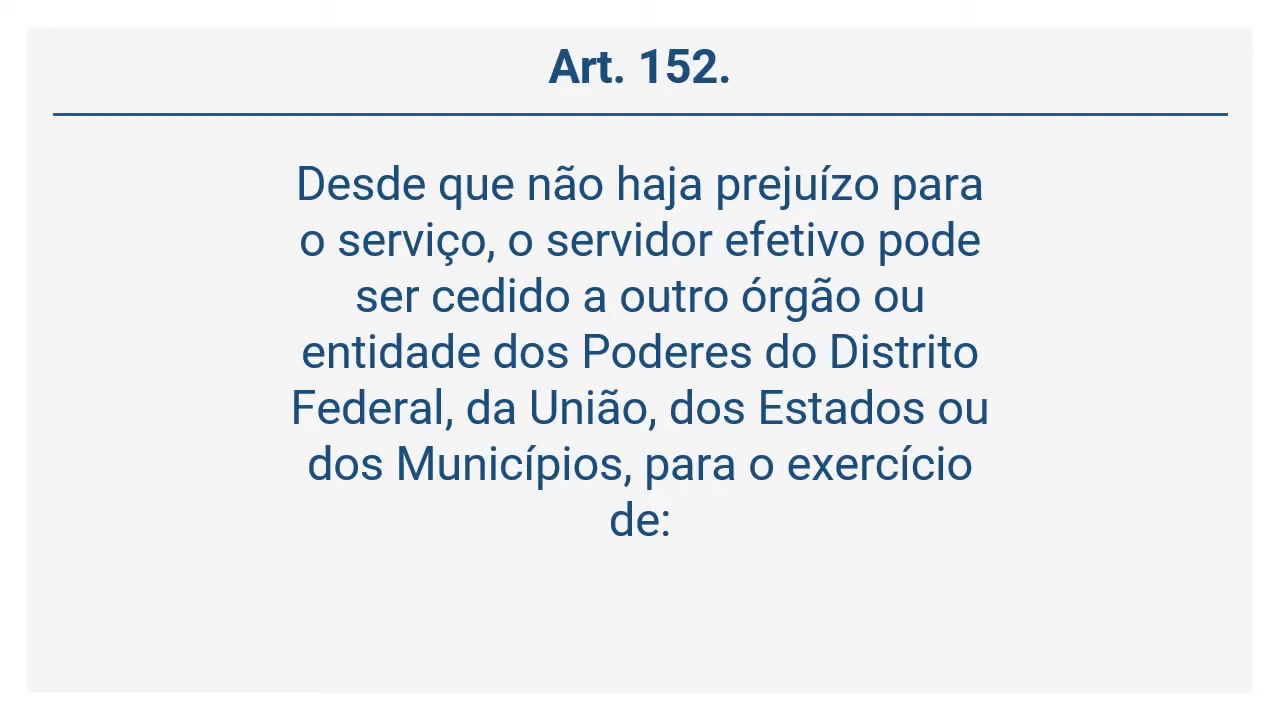 Art. 152.
Desde que não haja prejuízo para
o serviço, o servidor efetivo pode
ser cedido a outro órgão ou
entidade dos Poderes do Distrito
Federal, da União, dos Estados ou
dos Municípios, para o exercício
de: